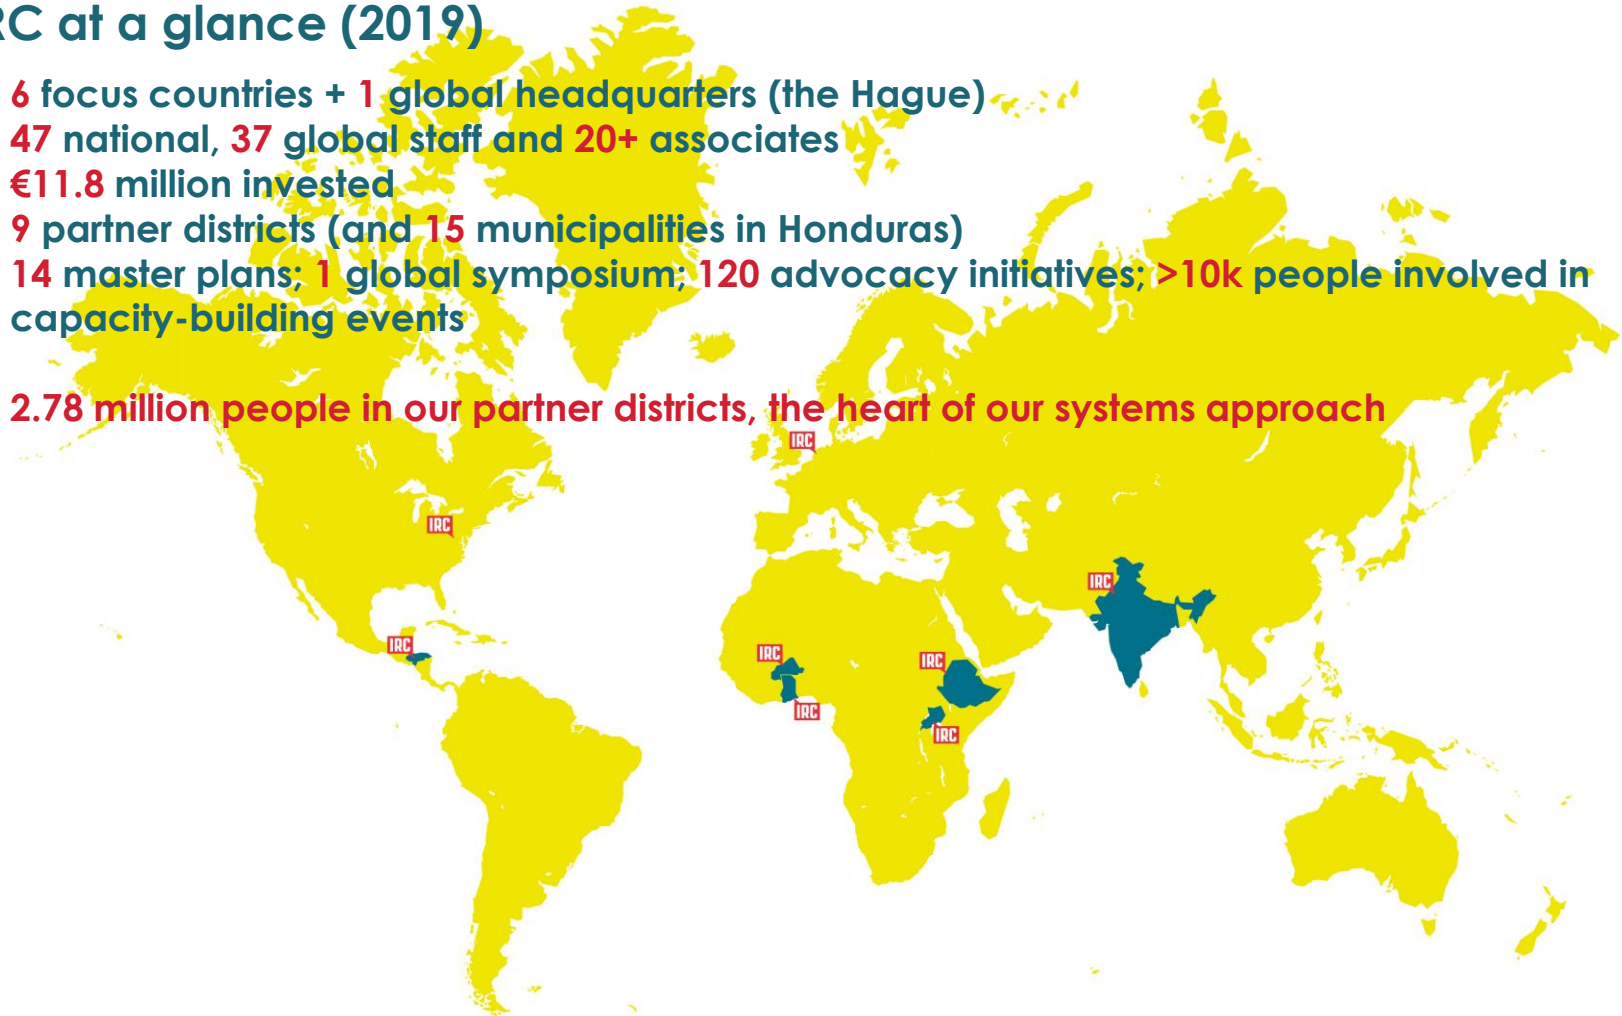 RC at a glance (2019)
6 focus countries + 1 global headquarters (the Hague)
47 national, 37 global staff and 20+ associates
€11.8 million invested
9 partner districts (and 15 municipalities in Honduras)
14 master plans; 1 global symposium; 120 advocacy initiatives; >10k people involved in
capacity-building events
2.78 million people in our partner districts, the heart of our systems approach
IRC
IRC
IRC
IRC
IRC
IRC
IRC
IRC